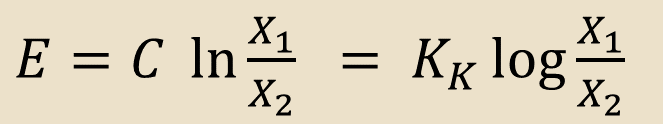 E = C ln X₁/X₂ = K_K log X₁/X₂